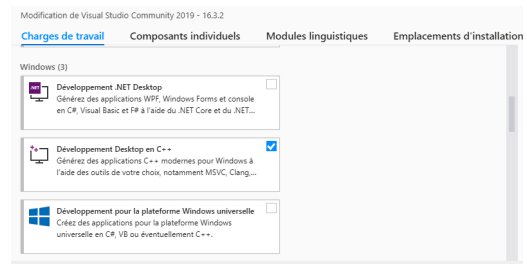 Modification de Visual Studio Community 2019 - 16.3.2
Charges de travail Composants individuels Modules linguistiques Emplacements d'installation
Windows (3)
.NET
Développement .NET Desktop
Générez des applications WPF, Windows Forms et console
en C#, Visual Basic et F# à l'aide du .NET Core et du .NET...
Développement Desktop en C++
Générez des applications C++ modernes pour Windows à
l'aide des outils de votre choix, notamment MSVC, Clang,...
Développement pour la plateforme Windows universelle
Créez des applications pour la plateforme Windows
universelle en C#, VB ou éventuellement C++.